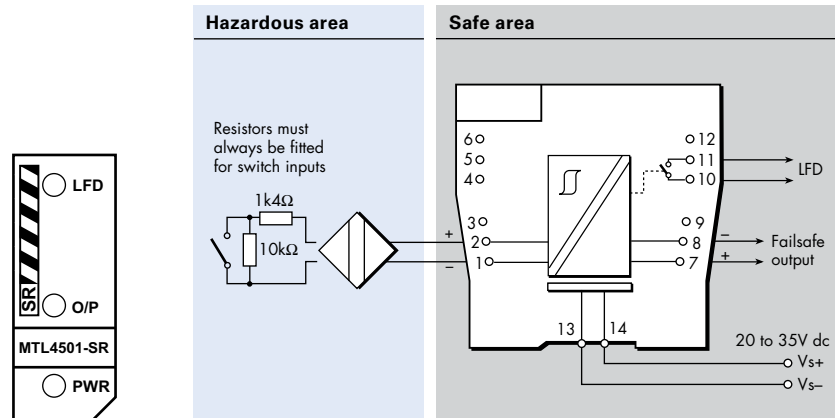 Hazardous area
Safe area
Resistors must
always be fitted
for switch inputs
1k4Ω
10kΩ
+
–
6
5
4
3
2
1
12
11
10
9
8
7
LFD
–
+
Failsafe
output
13
14
20 to 35V dc
Vs+
Vs–
LFD
SR
O/P
MTL4501-SR
PWR